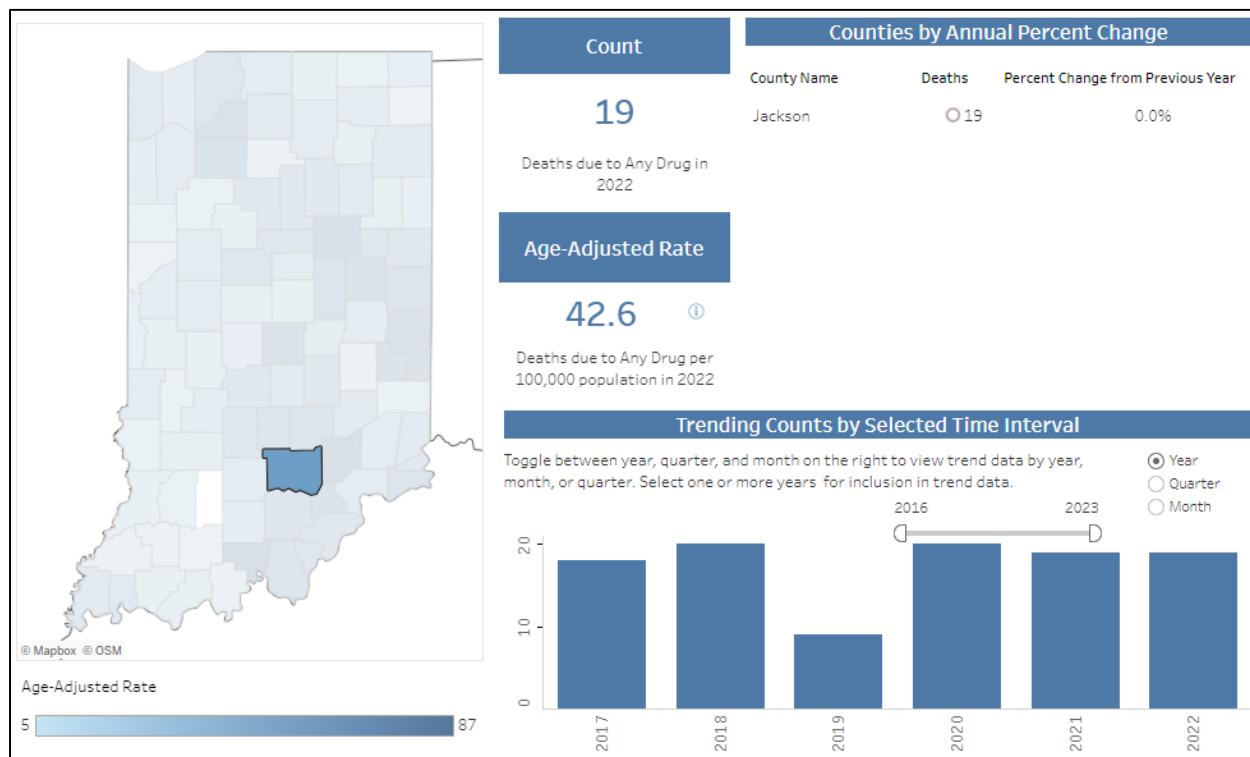 Count
19
Deaths due to Any Drug in
2022
Age-Adjusted Rate
42.6
Deaths due to Any Drug per
100,000 population in 2022
Counties by Annual Percent Change
County Name Deaths Percent Change from Previous Year
Jackson 19 0.0%
Trending Counts by Selected Time Interval
Toggle between year, quarter, and month on the right to view trend data by year,
month, or quarter. Select one or more years for inclusion in trend data.
Year
Quarter
Month
2016 2023
20
10
0
2017 2018 2019 2020 2021 2022
© Mapbox © OSM
Age-Adjusted Rate
5 87